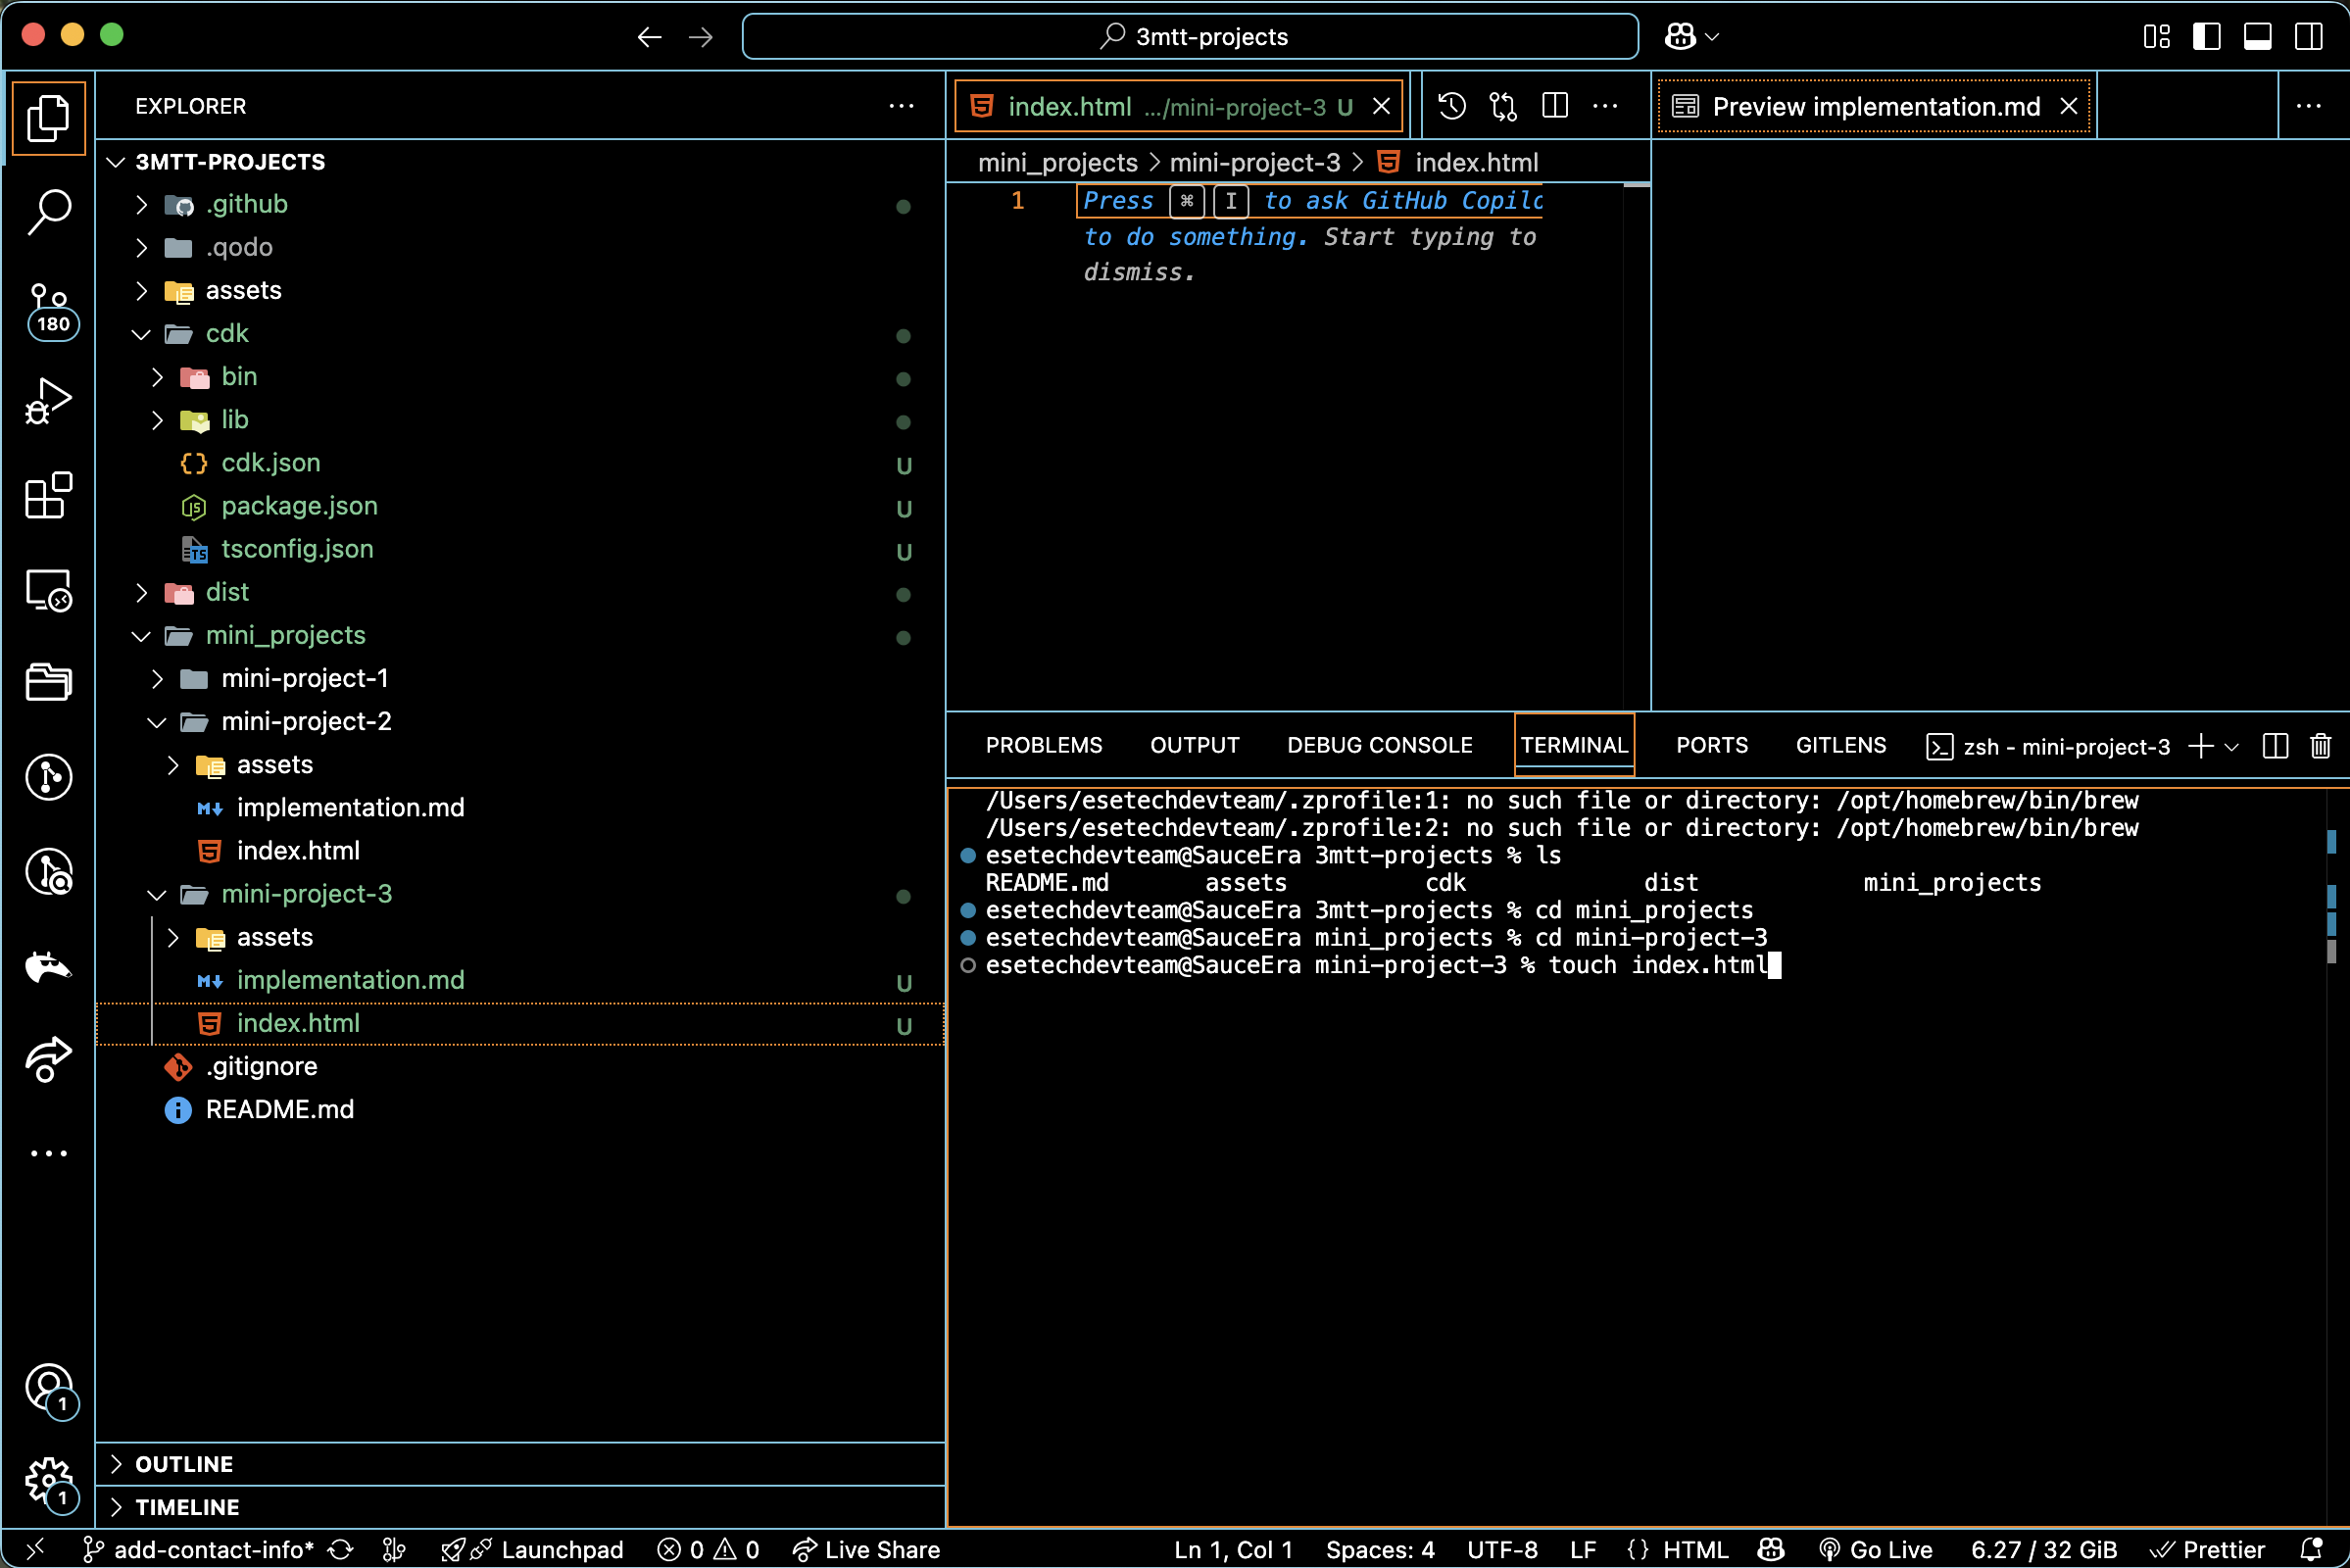 3mtt-projects
EXPLORER
3MTT-PROJECTS
.github
.qodo
assets
cdk
bin
lib
cdk.json U
package.json U
tsconfig.json U
dist
mini_projects
mini-project-1
mini-project-2
assets
implementation.md
index.html
mini-project-3
assets
implementation.md U
index.html U
.gitignore
README.md
OUTLINE
TIMELINE
180
1
1
index.html .../mini-project-3 U
Preview implementation.md
mini_projects > mini-project-3 > index.html
1 Press ⌘ I to ask GitHub Copilo
to do something. Start typing to
dismiss.
PROBLEMS OUTPUT DEBUG CONSOLE TERMINAL PORTS GITLENS zsh - mini-project-3
/Users/esetechdevteam/.zprofile:1: no such file or directory: /opt/homebrew/bin/brew
/Users/esetechdevteam/.zprofile:2: no such file or directory: /opt/homebrew/bin/brew
esetechdevteam@SauceEra 3mtt-projects % ls
README.md assets cdk dist mini_projects
esetechdevteam@SauceEra 3mtt-projects % cd mini_projects
esetechdevteam@SauceEra mini_projects % cd mini-project-3
esetechdevteam@SauceEra mini-project-3 % touch index.html
add-contact-info* Launchpad 0 0 Live Share Ln 1, Col 1 Spaces: 4 UTF-8 LF {} HTML Go Live 6.27 / 32 GiB Prettier